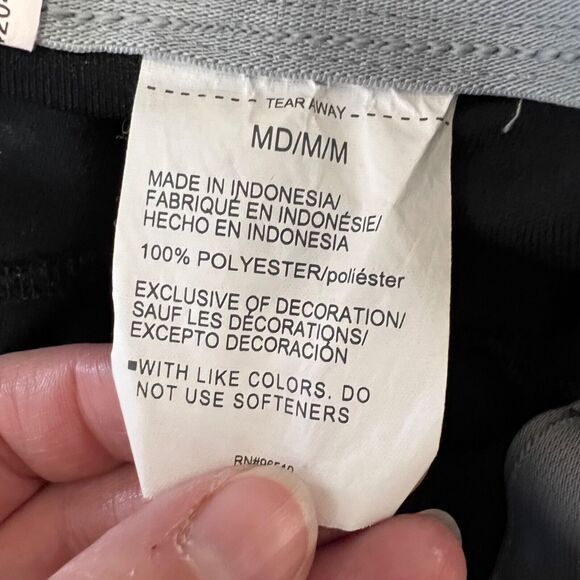 TEAR AWAY
MD/M/M
MADE IN INDONESIA/
FABRIQUÉ EN INDONÉSIE/
HECHO EN INDONESIA
100% POLYESTER/poliéster
EXCLUSIVE OF DECORATION/
SAUF LES DÉCORATIONS/
EXCEPTO DECORACIÓN
▪WITH LIKE COLORS. DO
NOT USE SOFTENERS